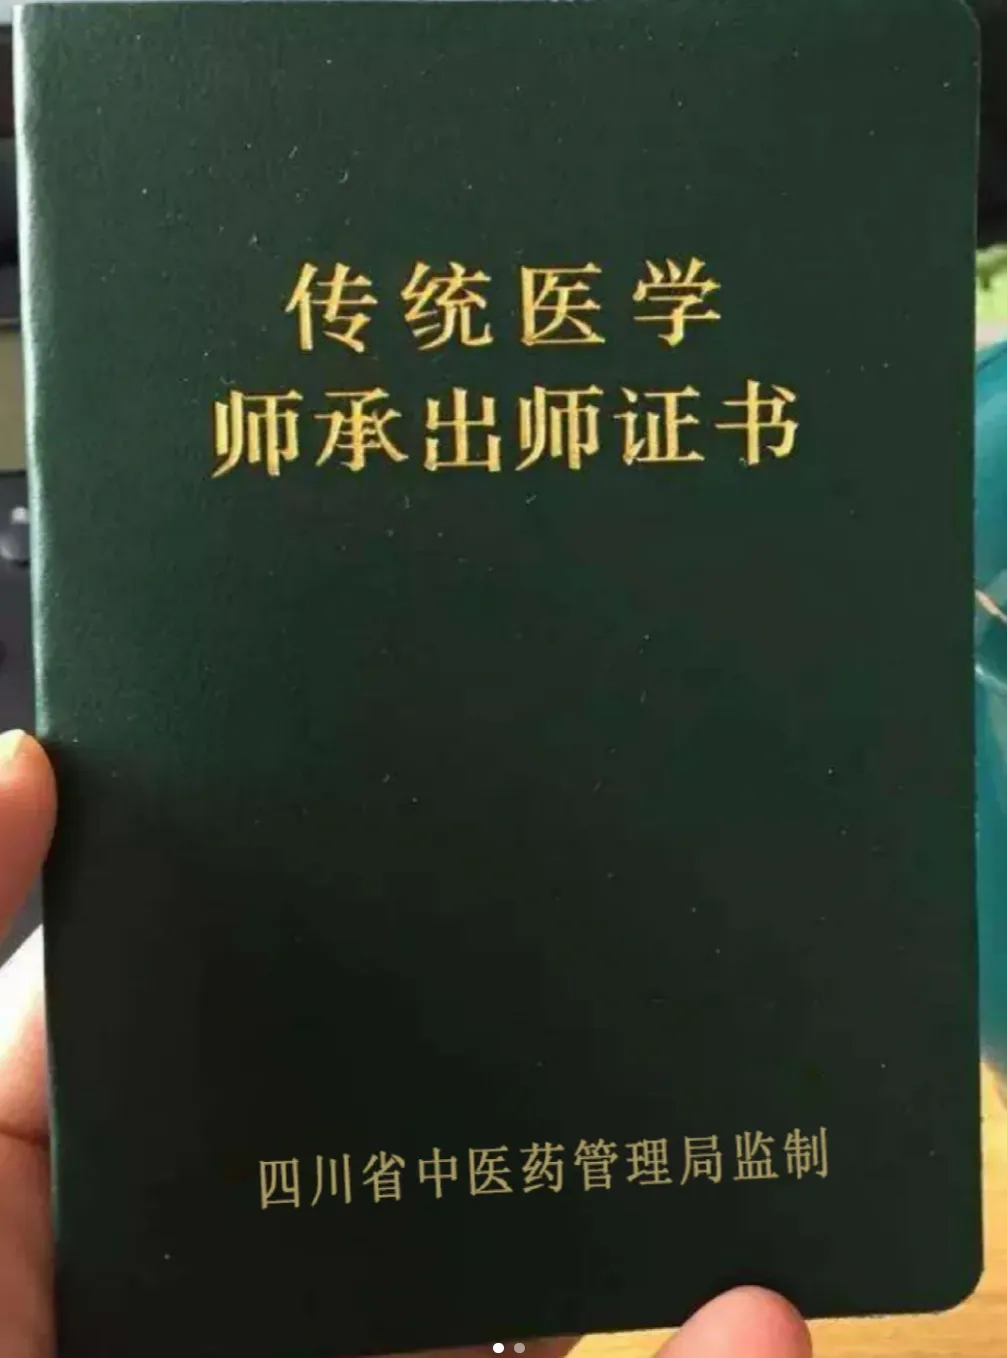 传统医学
师承出师证书
四川省中医药管理局监制